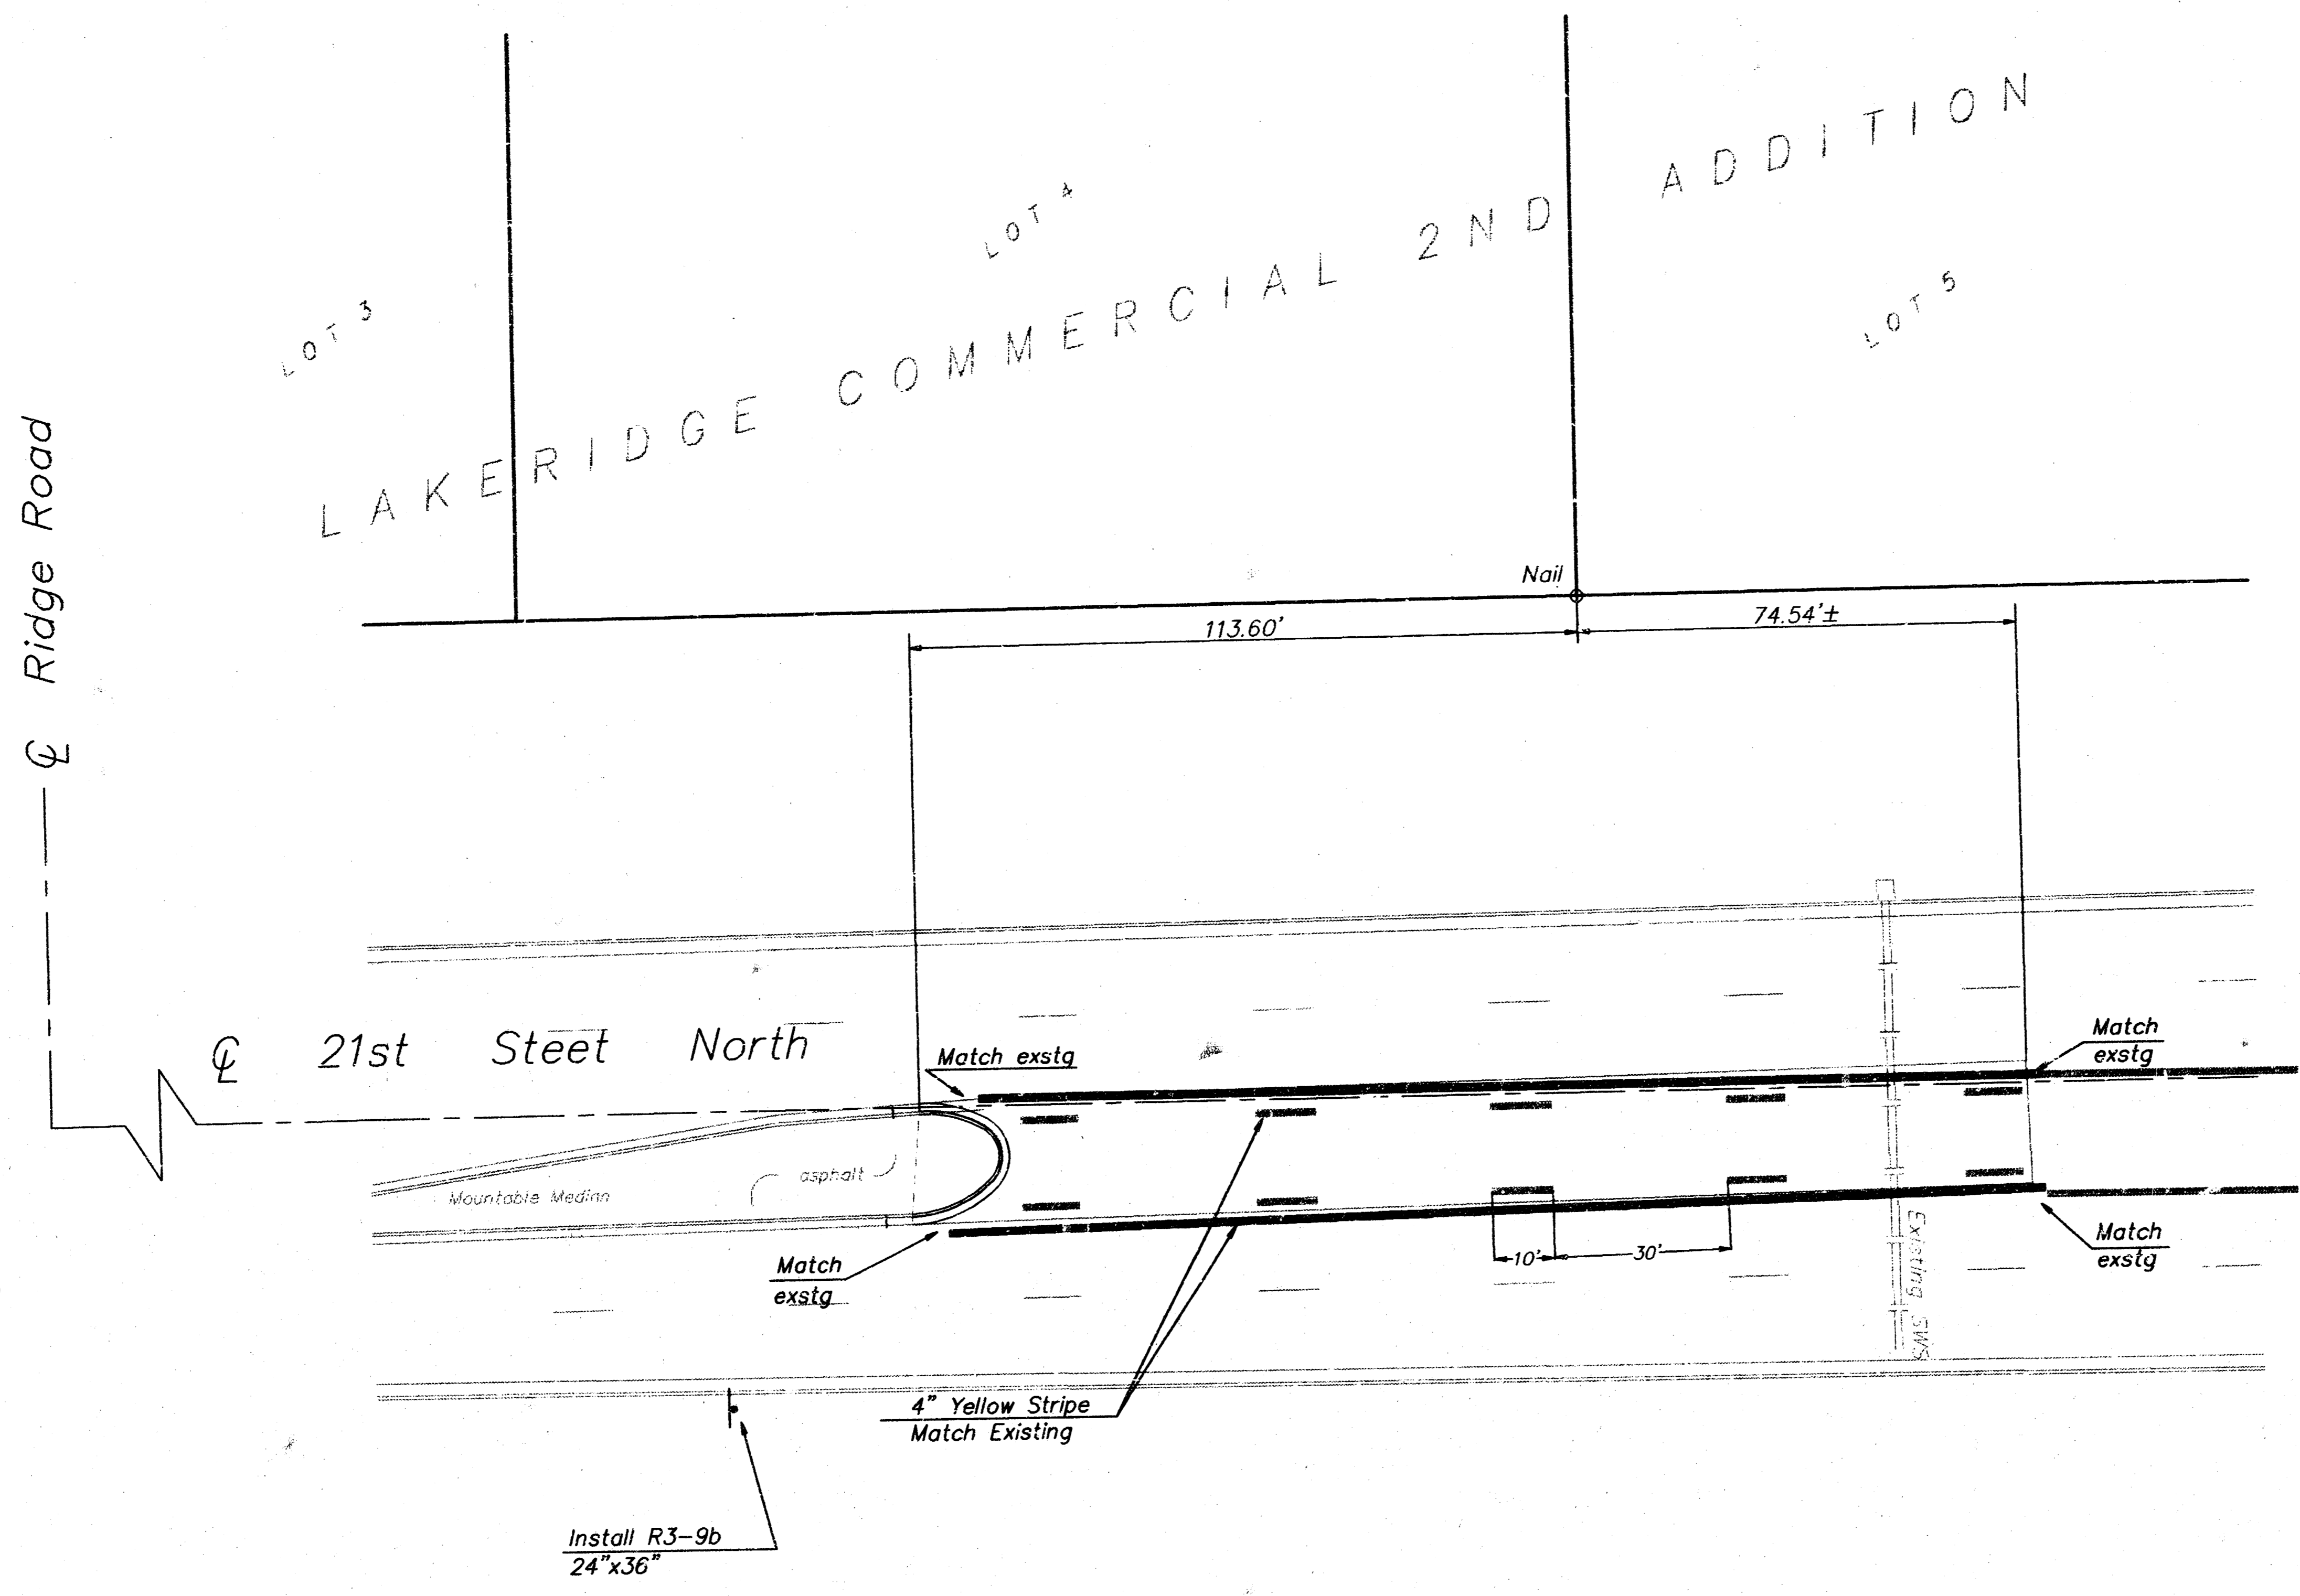 LAKERIDGE COMMERCIAL 2ND ADDITION
LOT 3
LOT 4
LOT 5
℄ Ridge Road
Nail
113.60'
74.54'±
℄ 21st Steet North
Match exstg
Match
exstg
asphalt
Mountable Median
Match
exstg
10'
30'
Existing SWS
Match
exstg
4" Yellow Stripe
Match Existing
Install R3-9b
24"x36"